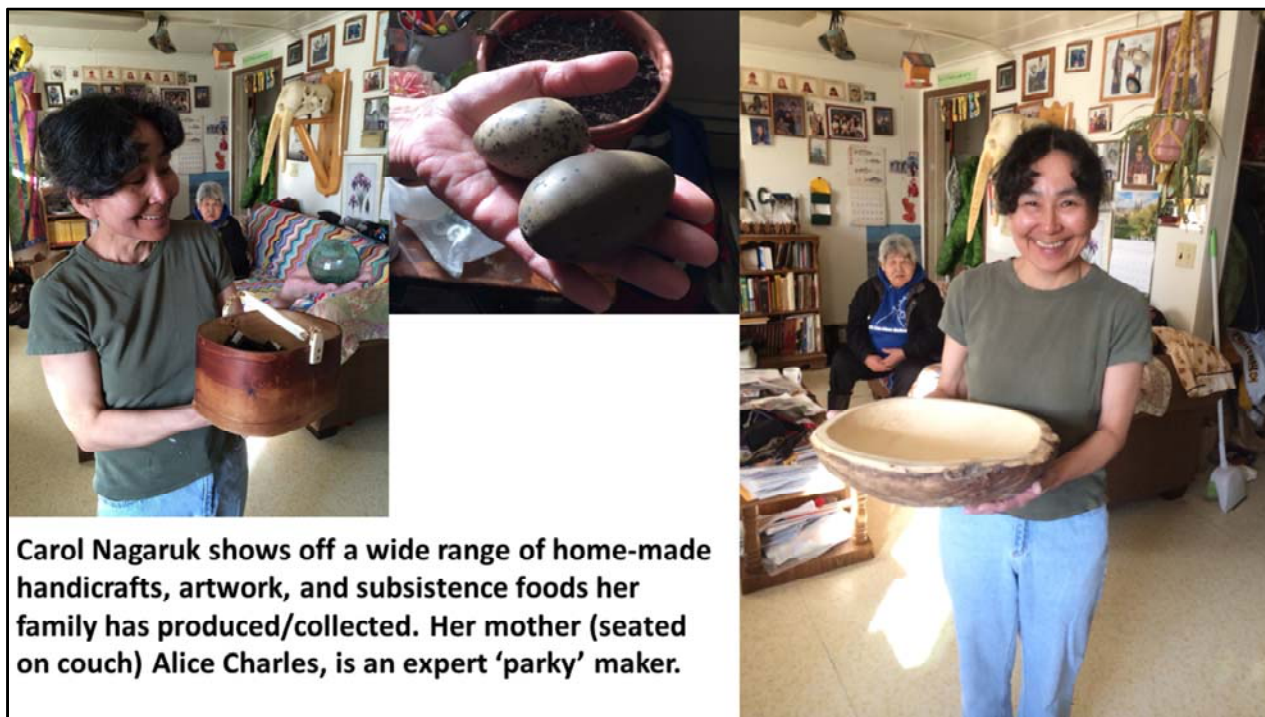 Carol Nagaruk shows off a wide range of home-made
handicrafts, artwork, and subsistence foods her
family has produced/collected. Her mother (seated
on couch) Alice Charles, is an expert ‘parky’ maker.